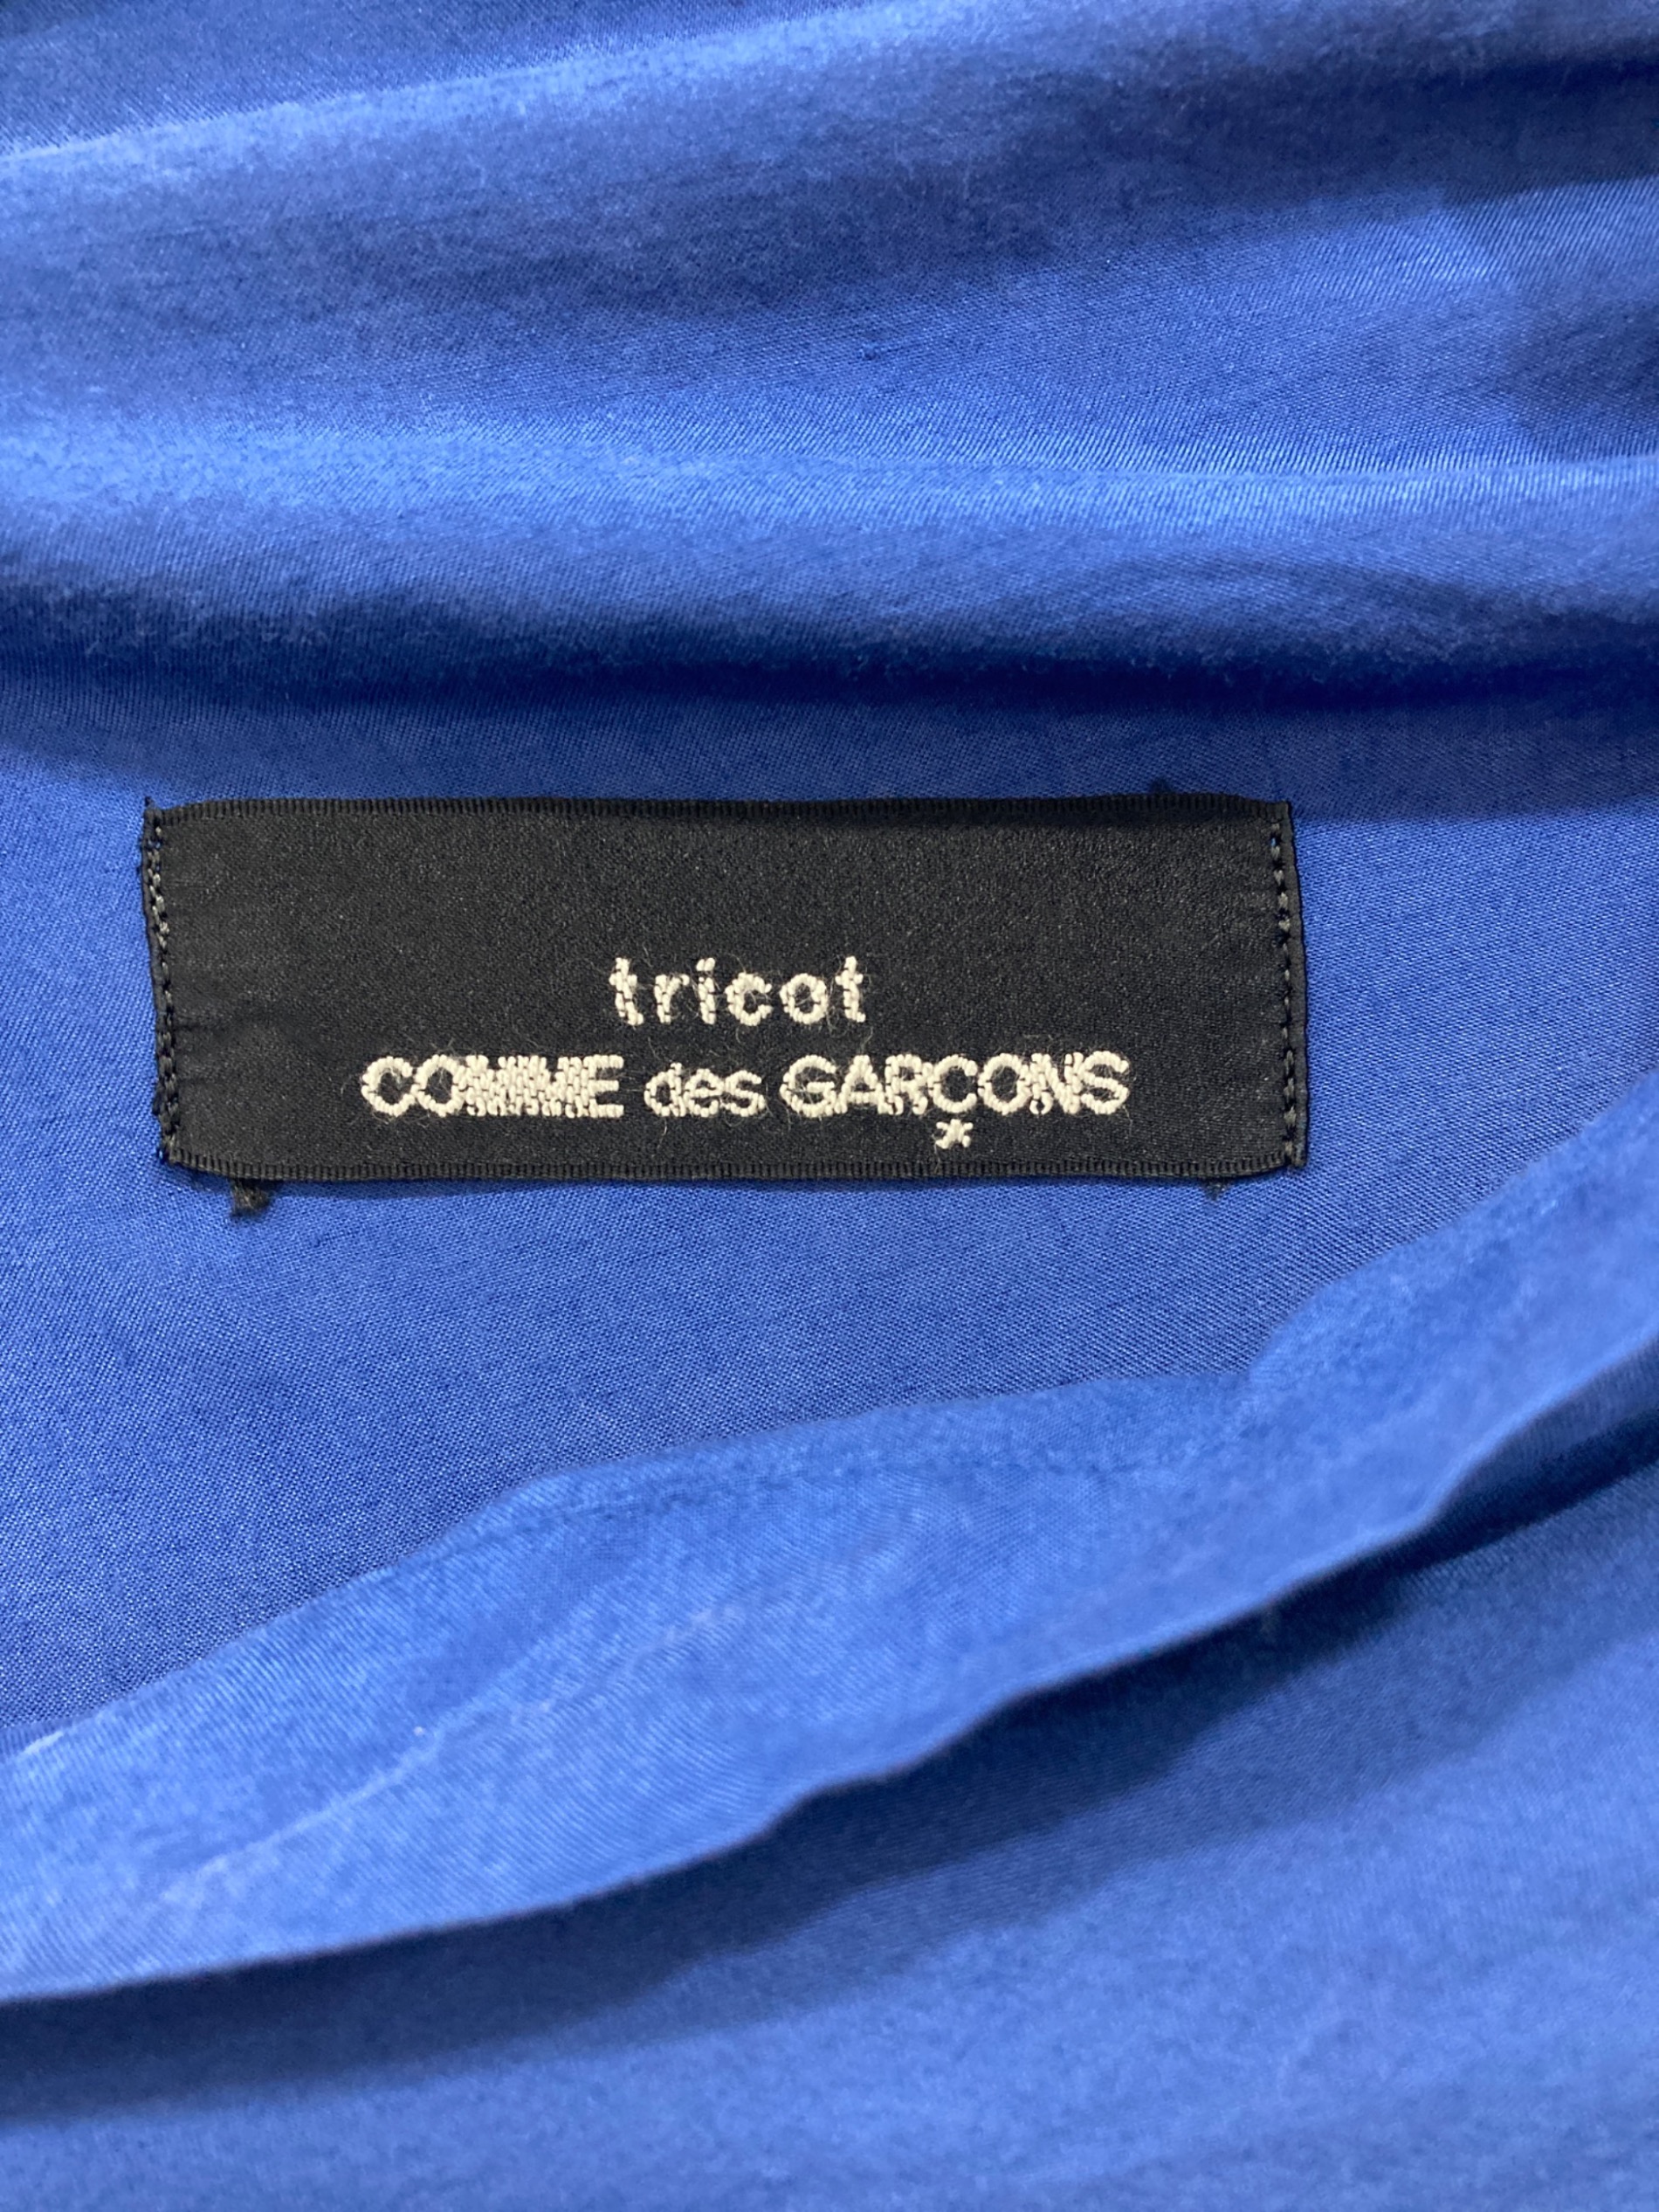 tricot
COMME des GARÇONS
*